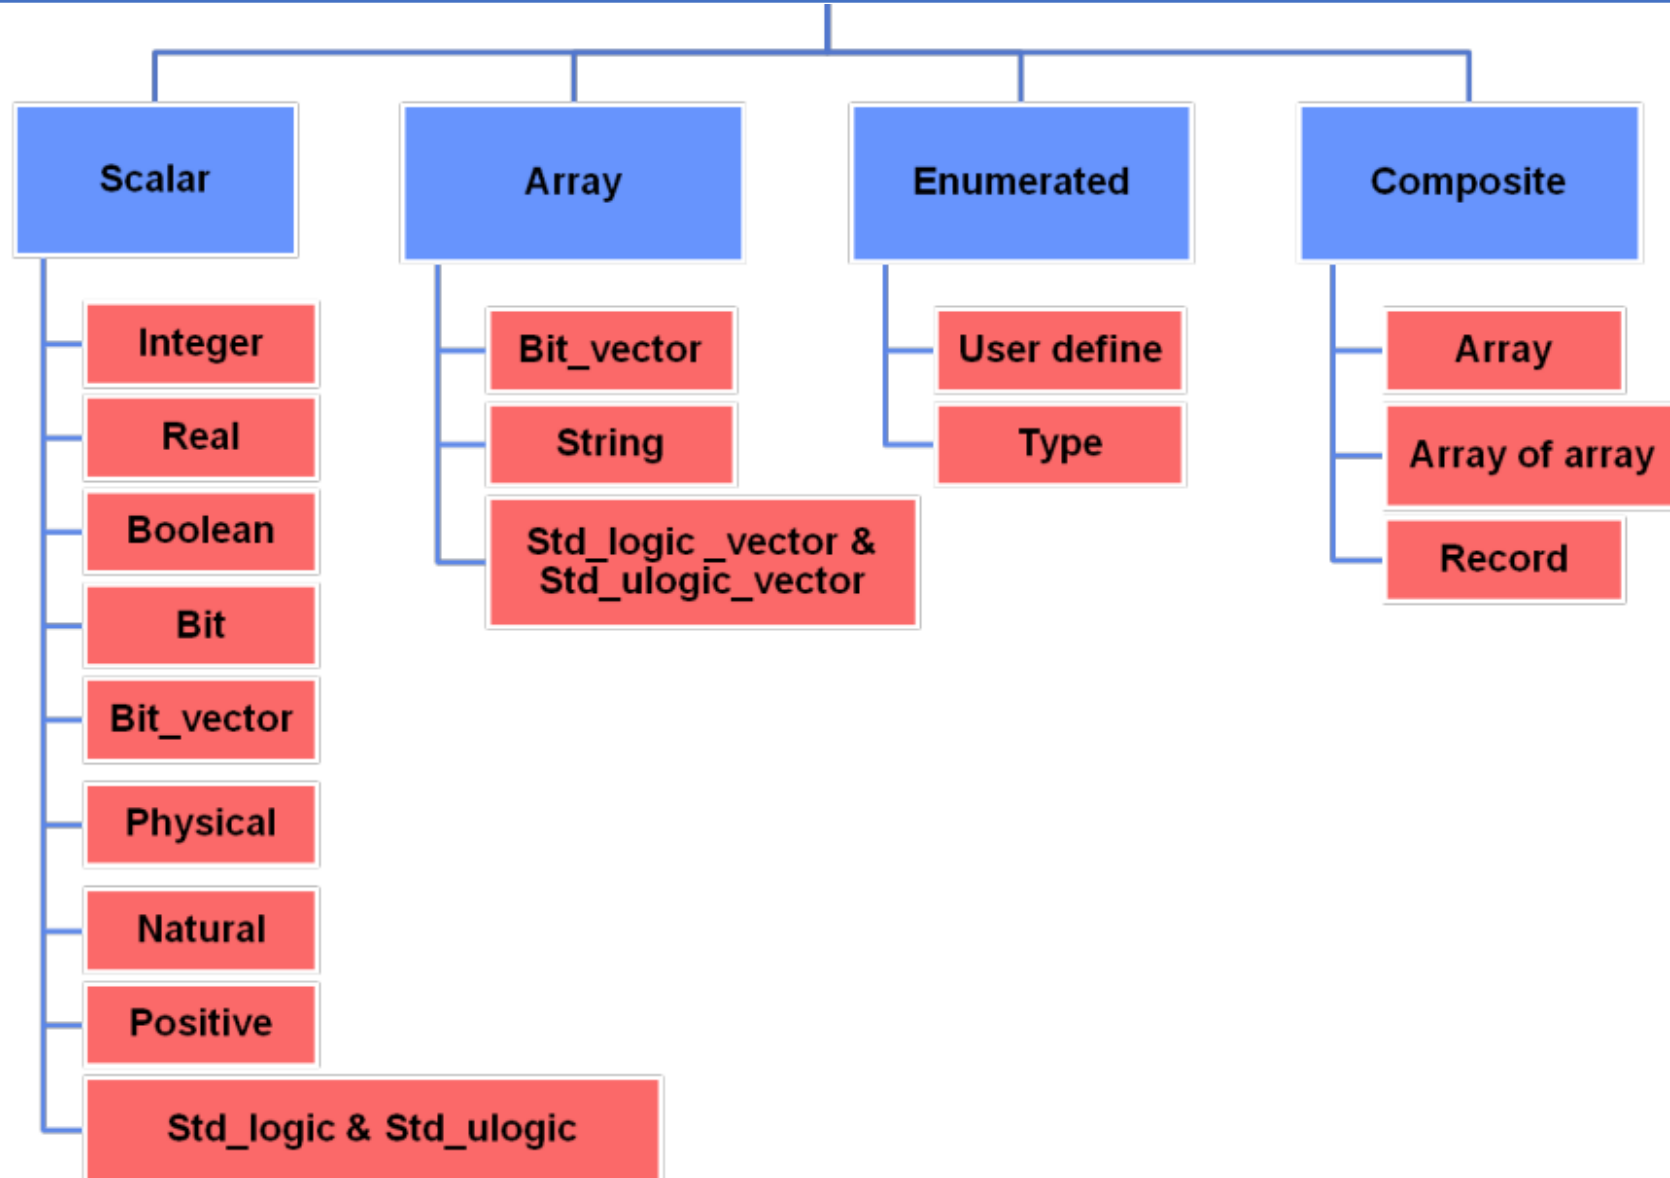 Scalar
Array
Enumerated
Composite
Integer
Real
Boolean
Bit
Bit_vector
Physical
Natural
Positive
Std_logic & Std_ulogic
Bit_vector
String
Std_logic _vector &
Std_ulogic_vector
User define
Type
Array
Array of array
Record